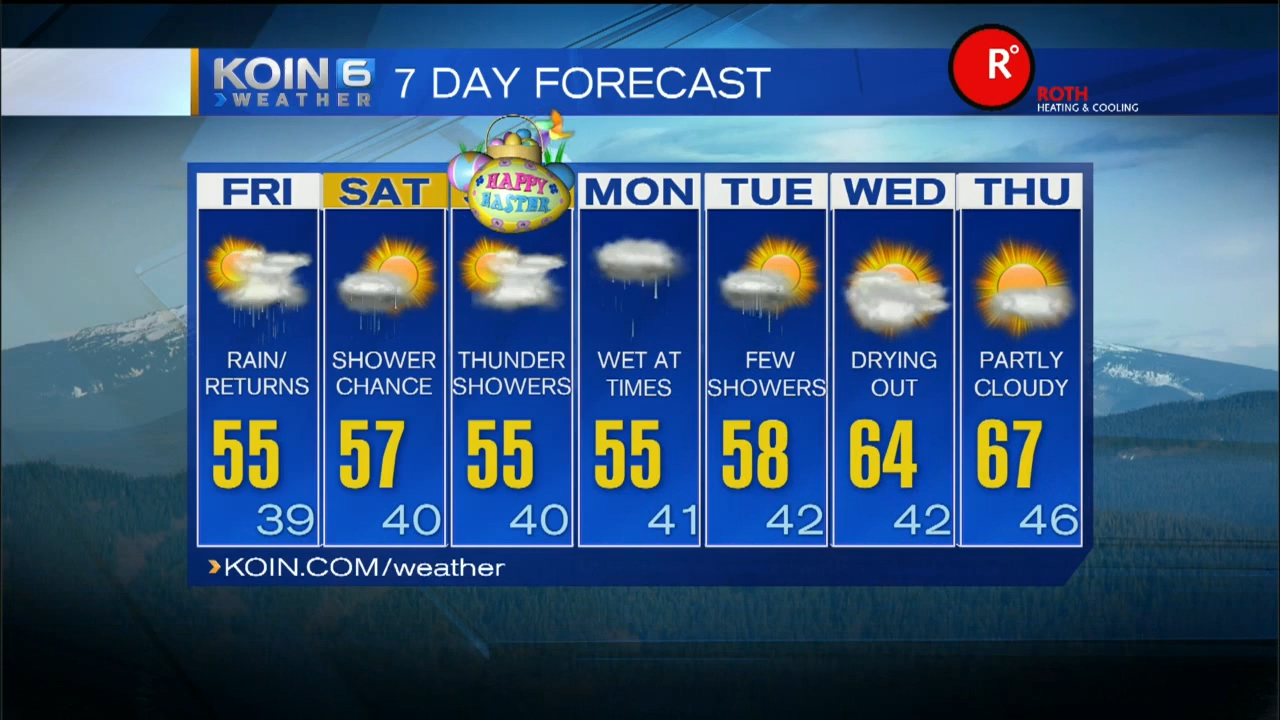 KOIN 6
WEATHER
7 DAY FORECAST
R°
ROTH
HEATING & COOLING
HAPPY
EASTER
FRI
SAT
MON
TUE
WED
THU
RAIN/
RETURNS
SHOWER
CHANCE
THUNDER
SHOWERS
WET AT
TIMES
FEW
SHOWERS
DRYING
OUT
PARTLY
CLOUDY
55
57
55
55
58
64
67
39
40
40
41
42
42
46
KOIN.COM/weather